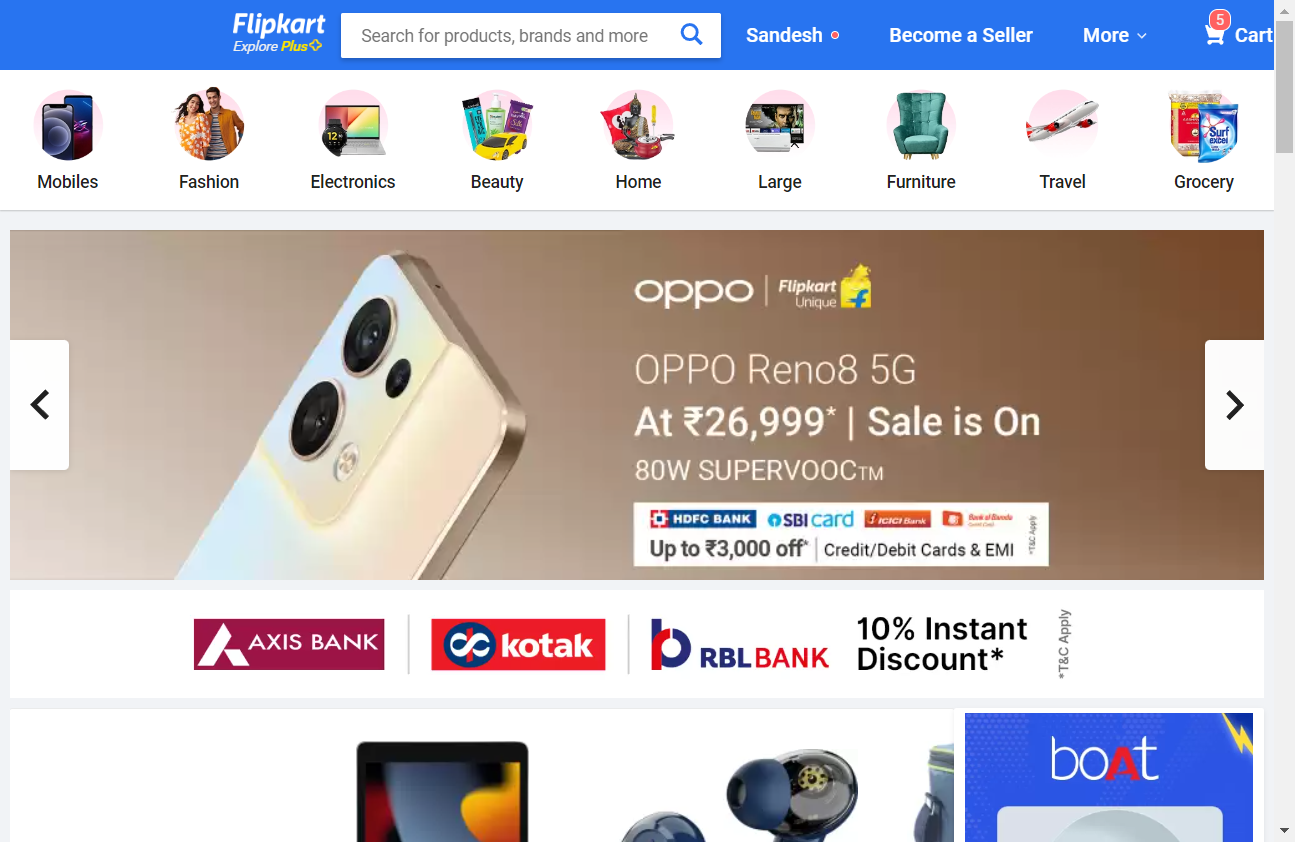 Flipkart
Explore Plus
Search for products, brands and more
Sandesh
Become a Seller
More
5
Cart
Mobiles
Fashion
Electronics
Beauty
Home
Large
Furniture
Travel
Grocery
12
Surf
excel
oppo
Flipkart
Unique
OPPO Reno8 5G
At ₹26,999* | Sale is On
80W SUPERVOOC™
HDFC BANK
SBI card
ICICI Bank
Bank of Baroda
Up to ₹3,000 off*
Credit/Debit Cards & EMI
*T&C Apply
AXIS BANK
kotak
RBL BANK
10% Instant
Discount*
*T&C Apply
boAt